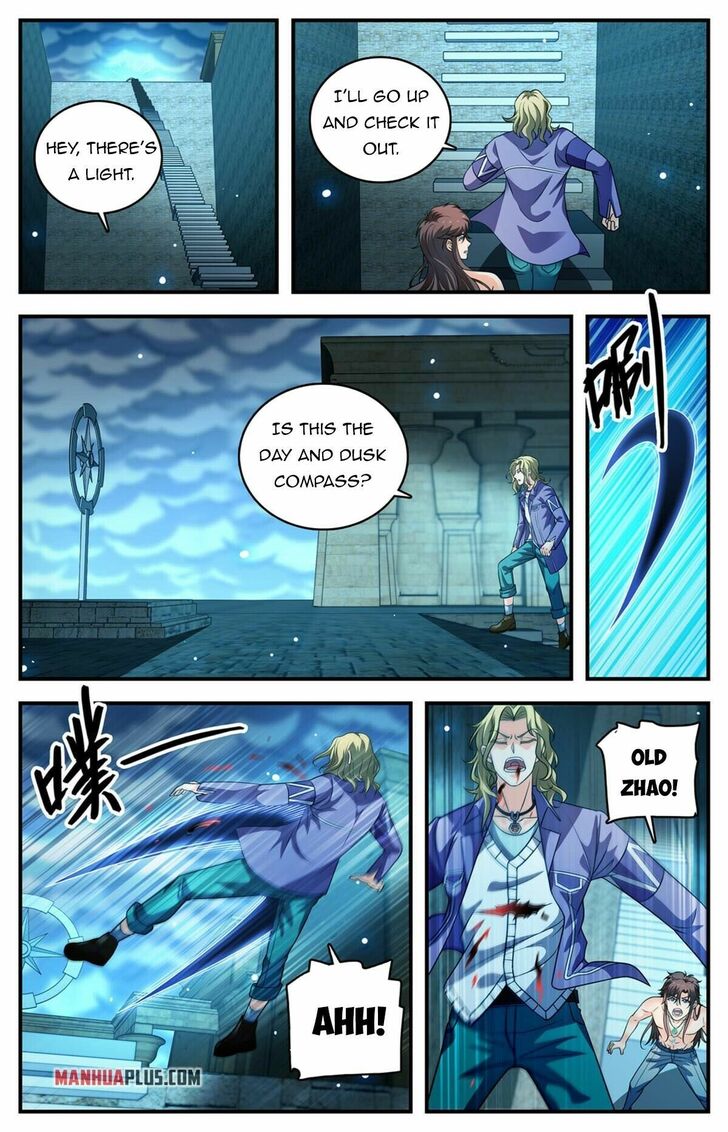 HEY, THERE'S
A LIGHT.
I'LL GO UP
AND CHECK IT
OUT.
IS THIS THE
DAY AND DUSK
COMPASS?
唰
噗
AHH!
OLD
ZHAO!
MANHUAPLUS.COM